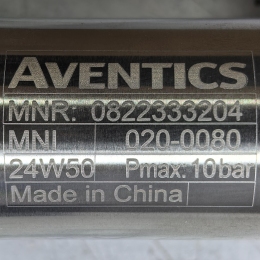 AVENTICS
MNR: 0822333204
MNI 020-0080
24W50 Pmax: 10bar
Made in China